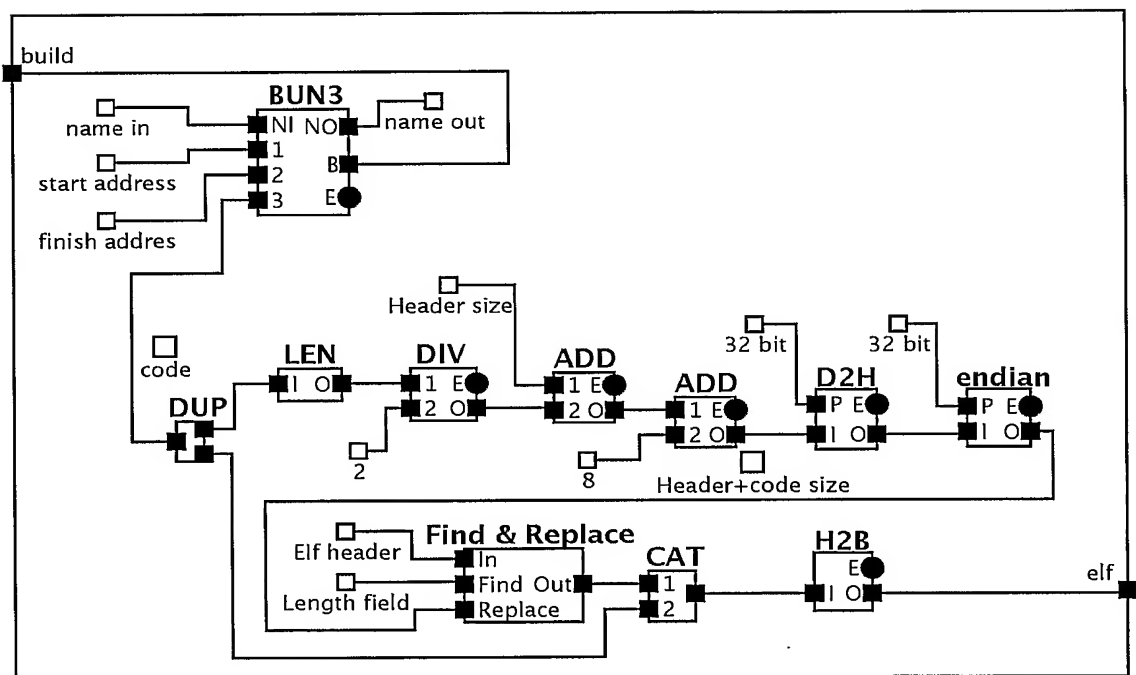 build
BUN3
name in
NI NO
name out
1
start address
B
2
3 E
finish addres
Header size
32 bit
32 bit
code
LEN
DIV
ADD
ADD
D2H
endian
I O
1 E
2 O
1 E
2 O
1 E
2 O
P E
I O
P E
I O
DUP
2
8
Header+code size
Find & Replace
Elf header
In
CAT
H2B
E
elf
Length field
Find Out
1
I O
Replace
2